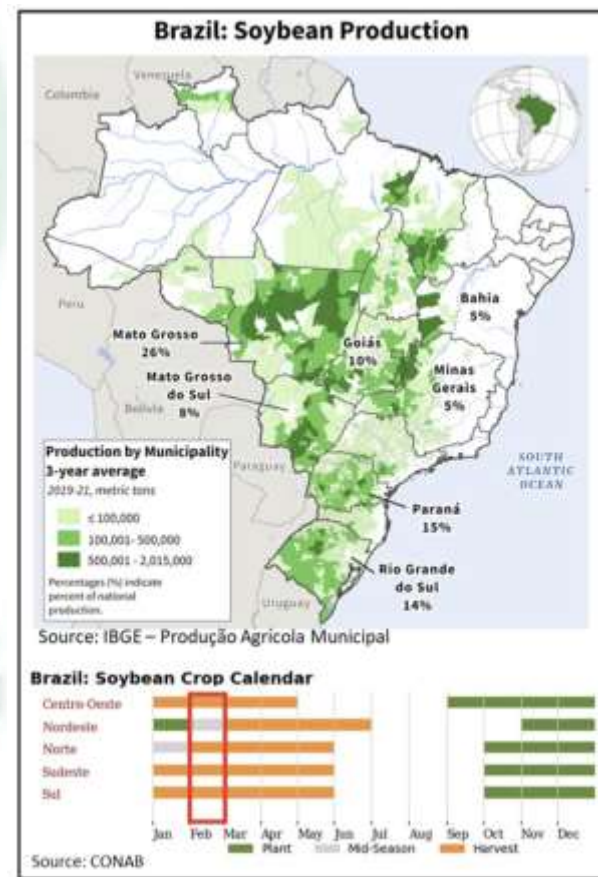 Brazil: Soybean Production
Venezuela
Colombia
Peru
Bolivia
Paraguay
Uruguay
Bahia
5%
Mato Grosso
26%
Goiás
10%
Mato Grosso
do Sul
8%
Minas
Gerais
5%
SOUTH
ATLANTIC
OCEAN
Paraná
15%
Rio Grande
do Sul
14%
Production by Municipality
3-year average
2019-21, metric tons
≤ 100,000
100,001- 500,000
500,001 - 2,015,000
Percentages (%) indicate
percent of national
production.
Source: IBGE – Produção Agricola Municipal
Brazil: Soybean Crop Calendar
Centro-Oeste
Nordeste
Norte
Sudeste
Sul
Jan Feb Mar Apr May Jun Jul Aug Sep Oct Nov Dec
Plant Mid-Season Harvest
Source: CONAB